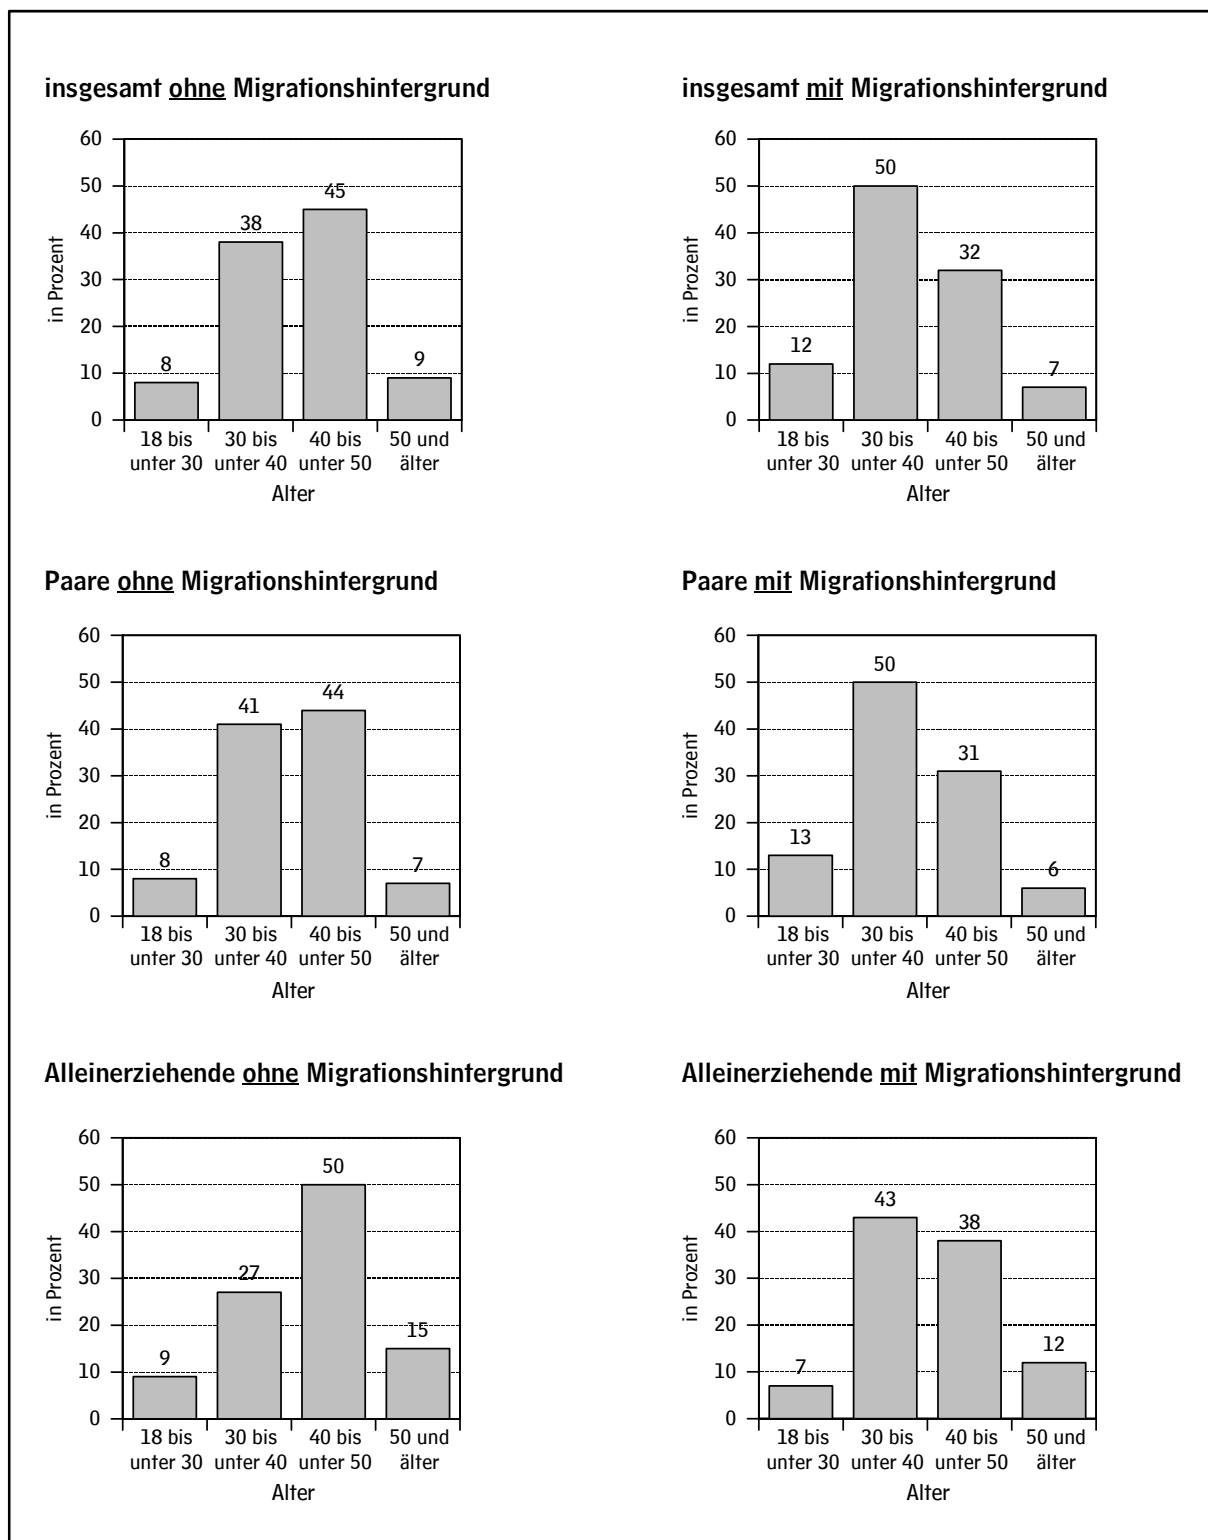 insgesamt ohne Migrationshintergrund
60
50
40
30
20
10
0
in Prozent
8
38
45
9
18 bis unter 30
30 bis unter 40
40 bis unter 50
50 und älter
Alter
insgesamt mit Migrationshintergrund
60
50
40
30
20
10
0
in Prozent
12
50
32
7
18 bis unter 30
30 bis unter 40
40 bis unter 50
50 und älter
Alter
Paare ohne Migrationshintergrund
60
50
40
30
20
10
0
in Prozent
8
41
44
7
18 bis unter 30
30 bis unter 40
40 bis unter 50
50 und älter
Alter
Paare mit Migrationshintergrund
60
50
40
30
20
10
0
in Prozent
13
50
31
6
18 bis unter 30
30 bis unter 40
40 bis unter 50
50 und älter
Alter
Alleinerziehende ohne Migrationshintergrund
60
50
40
30
20
10
0
in Prozent
9
27
50
15
18 bis unter 30
30 bis unter 40
40 bis unter 50
50 und älter
Alter
Alleinerziehende mit Migrationshintergrund
60
50
40
30
20
10
0
in Prozent
7
43
38
12
18 bis unter 30
30 bis unter 40
40 bis unter 50
50 und älter
Alter